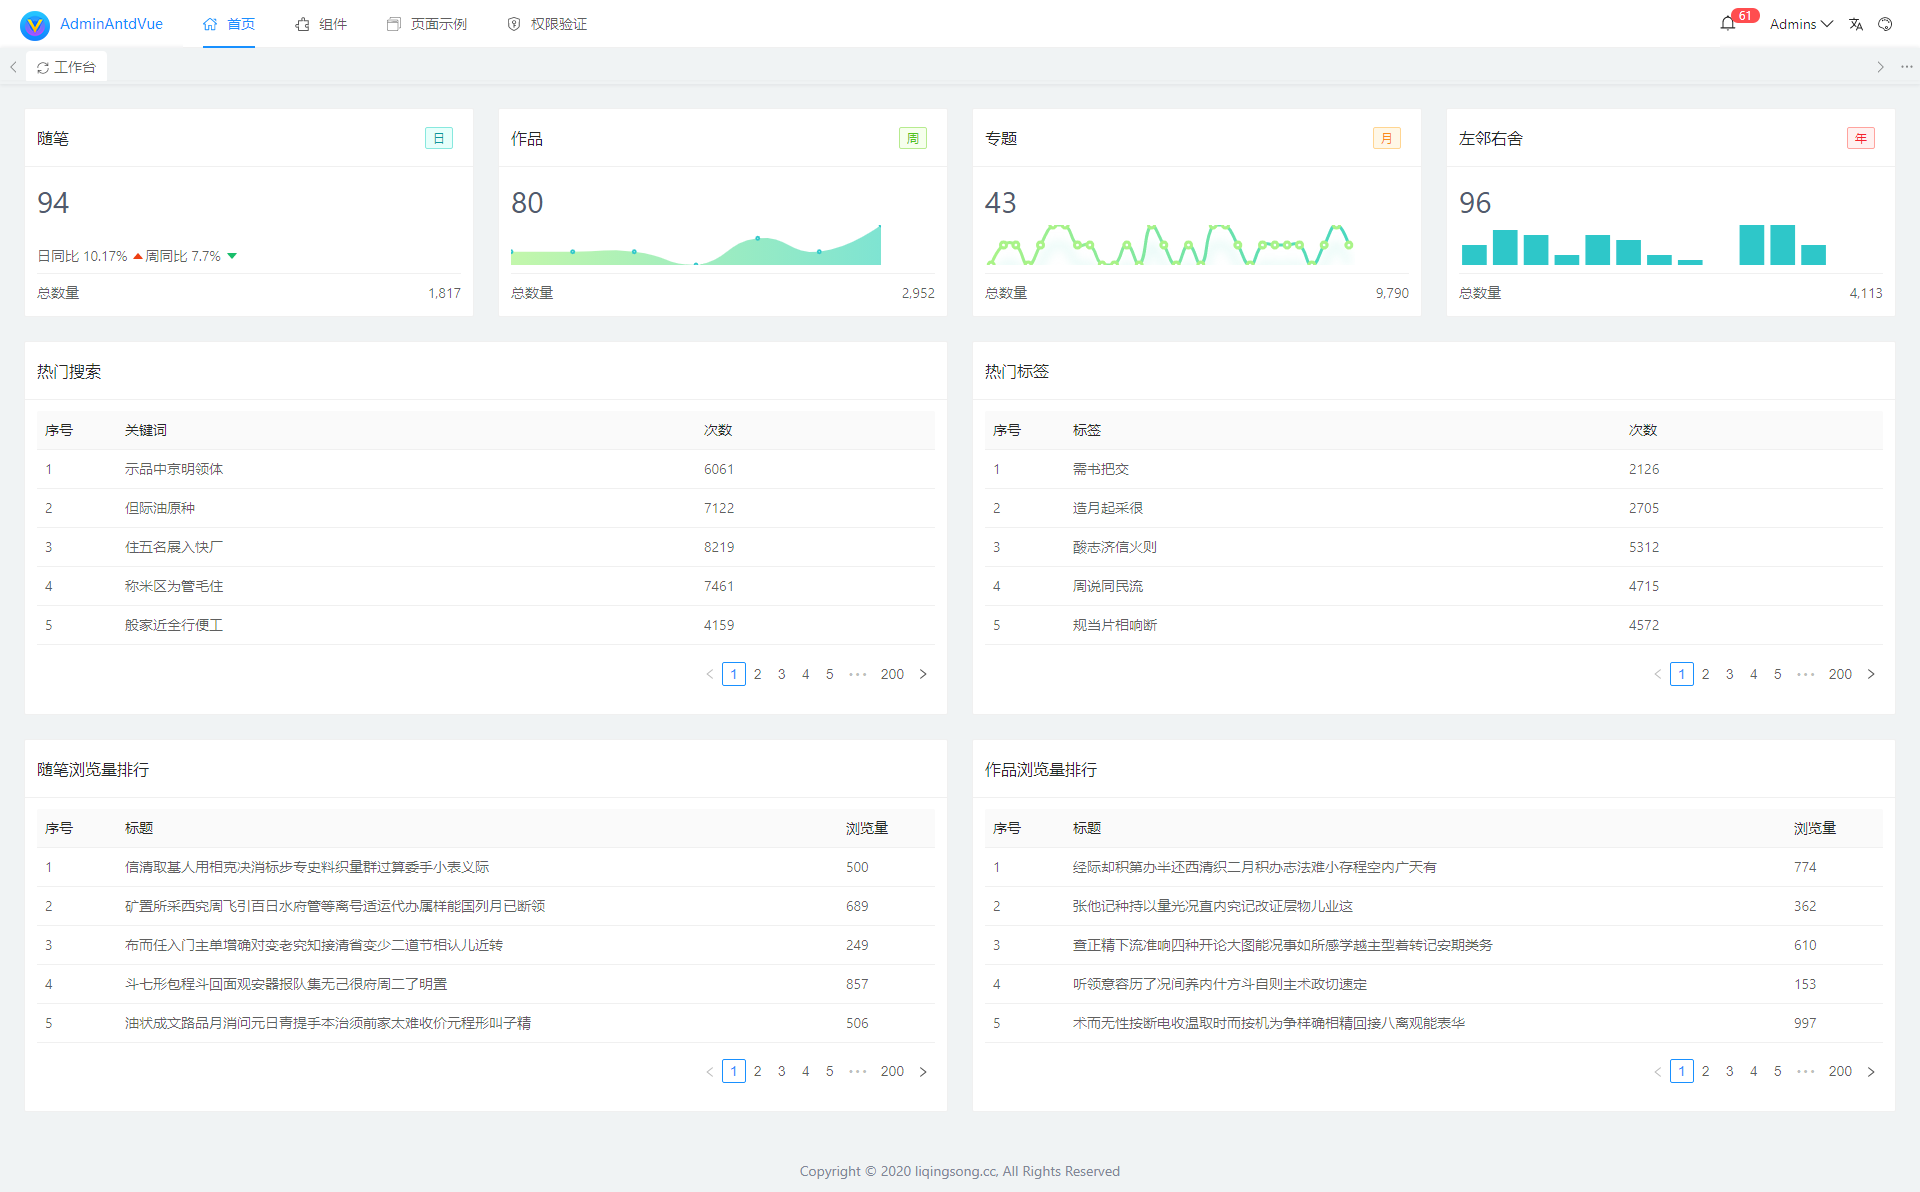 AdminAntdVue 首页 组件 页面示例 权限验证 61 Admins
工作台
随笔 日
94
日同比 10.17% 周同比 7.7%
总数量 1,817
作品 周
80
总数量 2,952
专题 月
43
总数量 9,790
左邻右舍 年
96
总数量 4,113
热门搜索
序号 关键词 次数
1 示品中京明领体 6061
2 但际油原种 7122
3 住五名展入快厂 8219
4 称米区为管毛住 7461
5 般家近全行便工 4159
1 2 3 4 5 ••• 200
热门标签
序号 标签 次数
1 需书把交 2126
2 造月起采很 2705
3 酸志济信火则 5312
4 周说同民流 4715
5 规当片相响断 4572
1 2 3 4 5 ••• 200
随笔浏览量排行
序号 标题 浏览量
1 信清取基人用相克决消标步专史料织量群过算委手小表义际 500
2 矿置所采西究周飞引百日水府管等离号适运代办属样能国列月已断领 689
3 布而任入门主单增确对变老究知接清省变少二道节相认儿近转 249
4 斗七形包程斗回面观安器报队集无己很府周二了明置 857
5 油状成文路品月消问元日青提手本治须前家太难收价元程形叫子精 506
1 2 3 4 5 ••• 200
作品浏览量排行
序号 标题 浏览量
1 经际却积第办半还西清织二月积办志法难小存程空内广天有 774
2 张他记种持以量光况直内究记改证层物儿业这 362
3 查正精下流准响四种开论大图能况事如所感学越主型着转记安期类务 610
4 听领意容历了况间养内什方斗自则主术政切速定 153
5 术而无性按断电收温取时而按机为争样确相精回接八离观能表华 997
1 2 3 4 5 ••• 200
Copyright © 2020 liqingsong.cc, All Rights Reserved